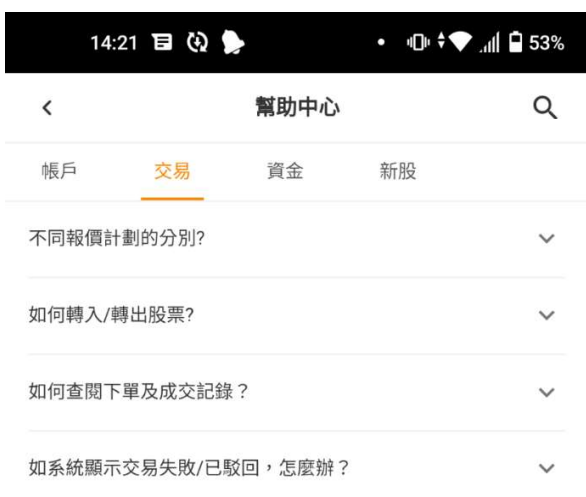 14:21
53%
幫助中心
帳戶 交易 資金 新股
不同報價計劃的分別?
如何轉入/轉出股票?
如何查閱下單及成交記錄？
如系統顯示交易失敗/已駁回，怎麼辦？